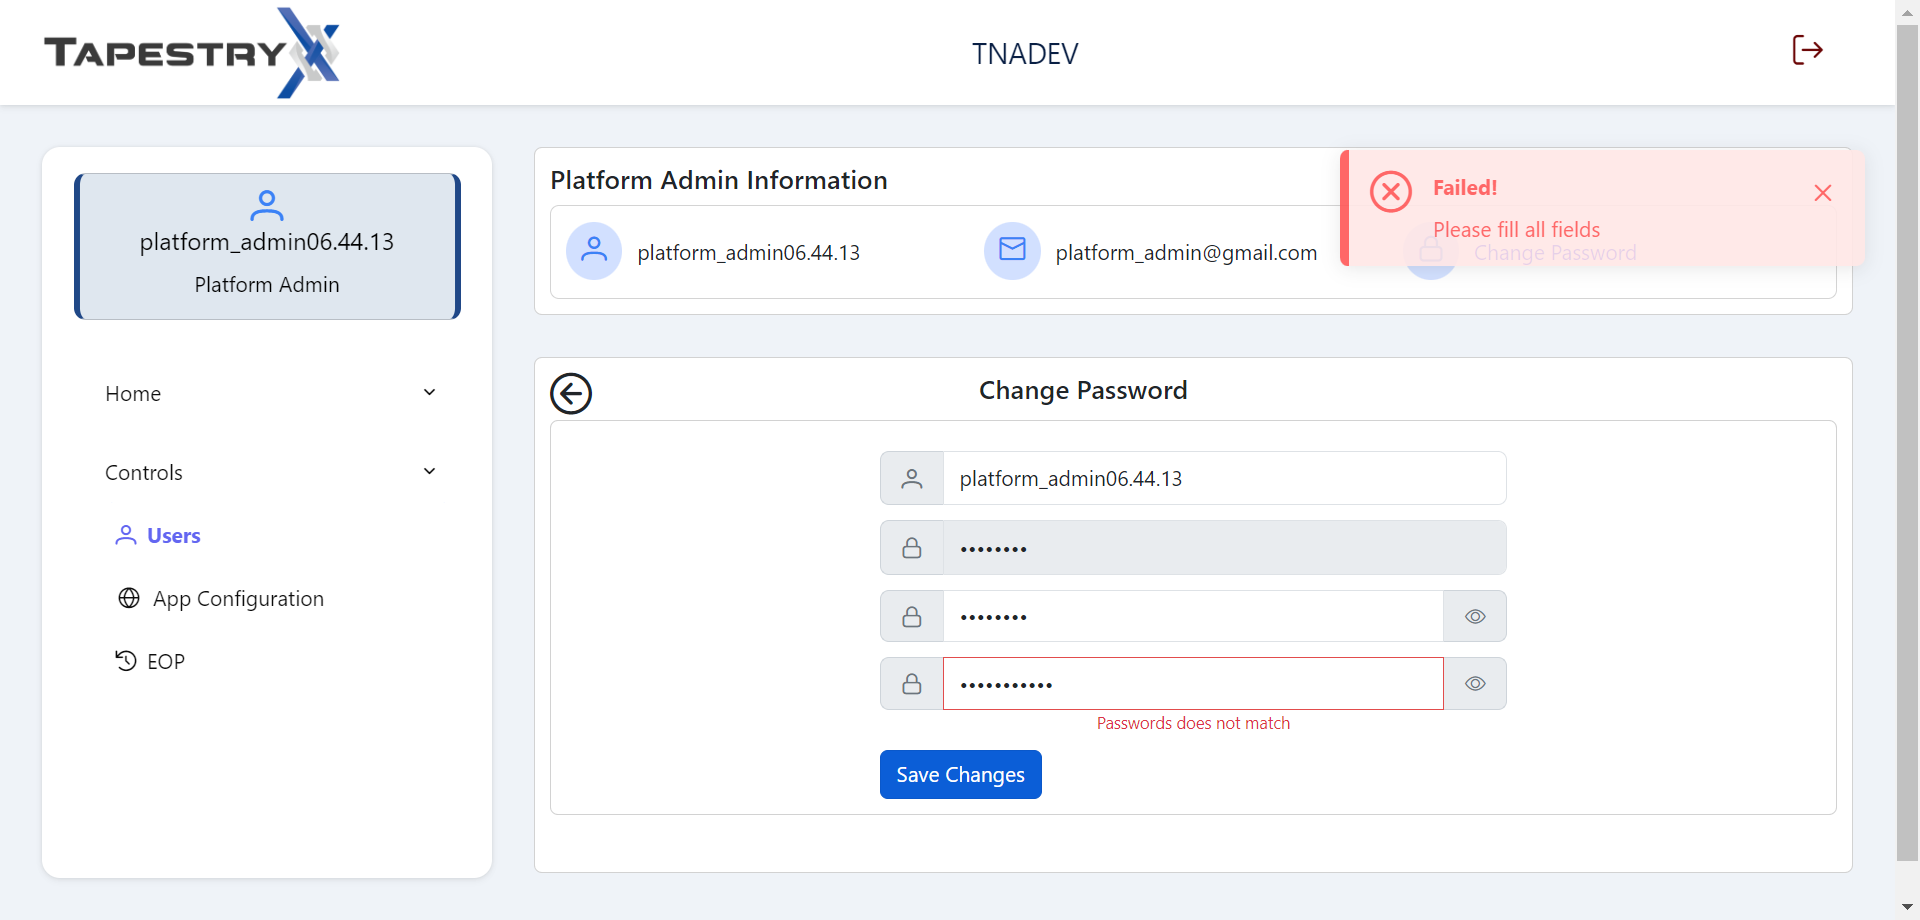 TAPESTRYX
TNADEV
platform_admin06.44.13
Platform Admin
Home
Controls
Users
App Configuration
EOP
Platform Admin Information
platform_admin06.44.13
platform_admin@gmail.com
Change Password
Failed!
Please fill all fields
Change Password
platform_admin06.44.13
••••••••
••••••••
•••••••••••
Passwords does not match
Save Changes